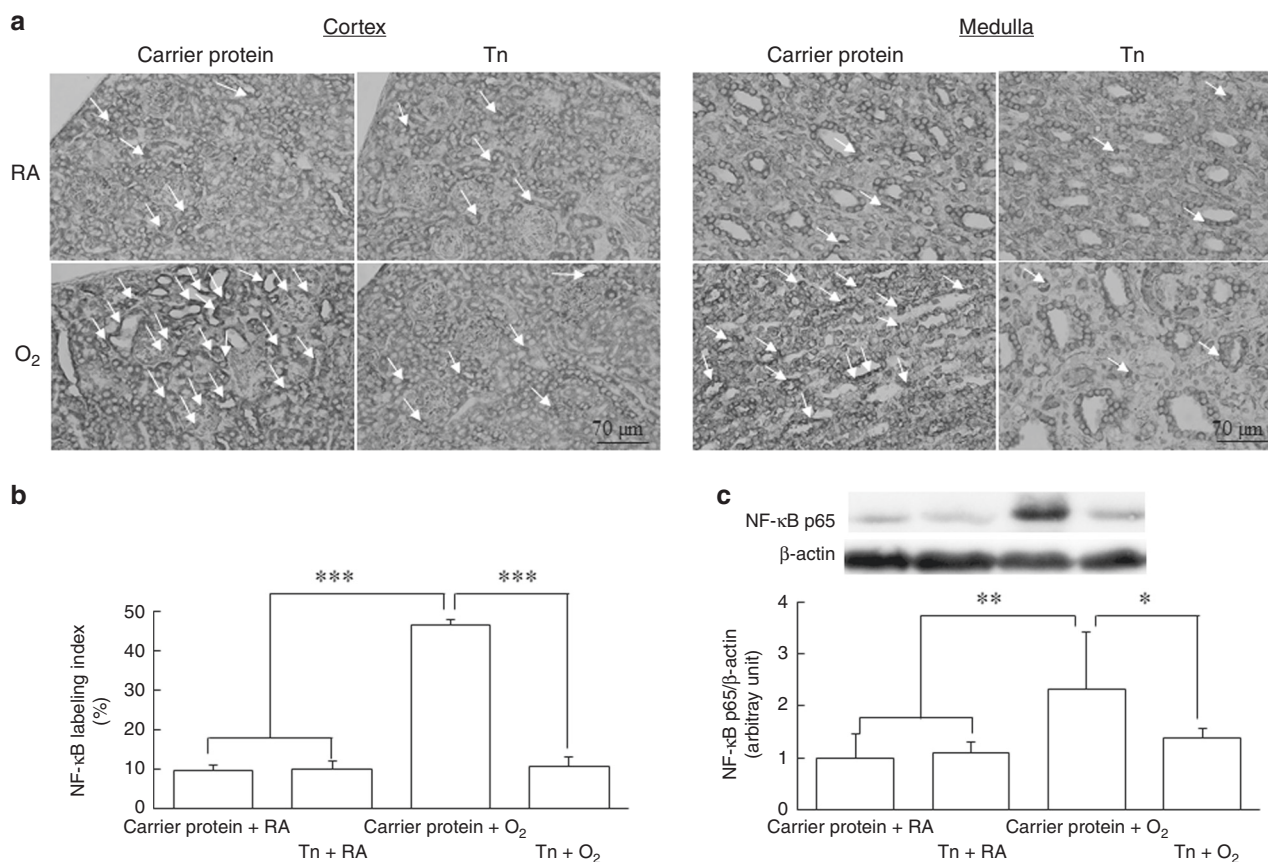 a
Cortex
Medulla
Carrier protein
Tn
Carrier protein
Tn
RA
O₂
70 μm
70 μm
b
NF-κB labeling index
(%)
50
40
30
20
10
0
***
***
Carrier protein + RA
Tn + RA
Carrier protein + O₂
Tn + O₂
c
NF-κB p65
β-actin
NF-κB p65/β-actin
(arbitray unit)
4
3
2
1
0
**
*
Carrier protein + RA
Tn + RA
Carrier protein + O₂
Tn + O₂